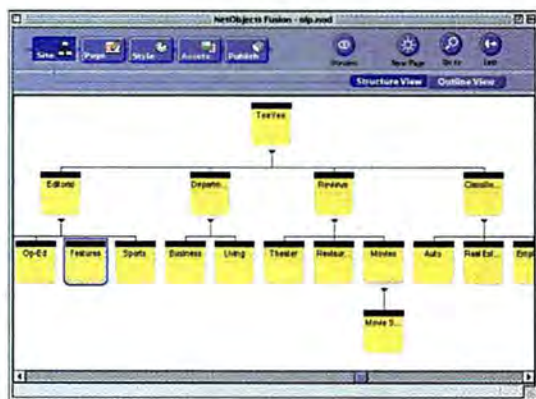 NetObjects Fusion - nfp.nod
Site Page Style Assets Publish Preview New Page Go to Last
Structure View Outline View
Editorial Departm... Reviews Classifie...
Op-Ed Features Sports Business Living Theater Restaur... Movies Auto Real Est... Empl
Movie S...